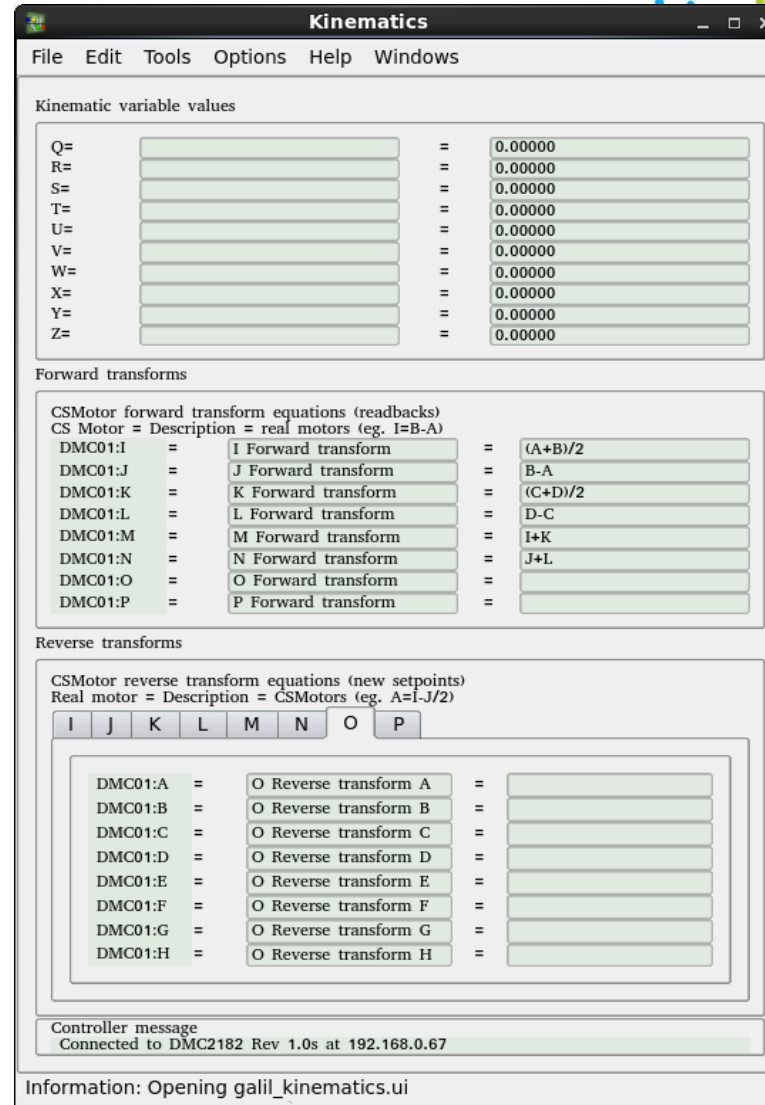 Kinematics
File Edit Tools Options Help Windows
Kinematic variable values
Q= = 0.00000
R= = 0.00000
S= = 0.00000
T= = 0.00000
U= = 0.00000
V= = 0.00000
W= = 0.00000
X= = 0.00000
Y= = 0.00000
Z= = 0.00000
Forward transforms
CSMotor forward transform equations (readbacks)
CS Motor = Description = real motors (eg. I=B-A)
DMC01:I = I Forward transform = (A+B)/2
DMC01:J = J Forward transform = B-A
DMC01:K = K Forward transform = (C+D)/2
DMC01:L = L Forward transform = D-C
DMC01:M = M Forward transform = I+K
DMC01:N = N Forward transform = J+L
DMC01:O = O Forward transform =
DMC01:P = P Forward transform =
Reverse transforms
CSMotor reverse transform equations (new setpoints)
Real motor = Description = CSMotors (eg. A=I-J/2)
I J K L M N O P
DMC01:A = O Reverse transform A =
DMC01:B = O Reverse transform B =
DMC01:C = O Reverse transform C =
DMC01:D = O Reverse transform D =
DMC01:E = O Reverse transform E =
DMC01:F = O Reverse transform F =
DMC01:G = O Reverse transform G =
DMC01:H = O Reverse transform H =
Controller message
Connected to DMC2182 Rev 1.0s at 192.168.0.67
Information: Opening galil_kinematics.ui